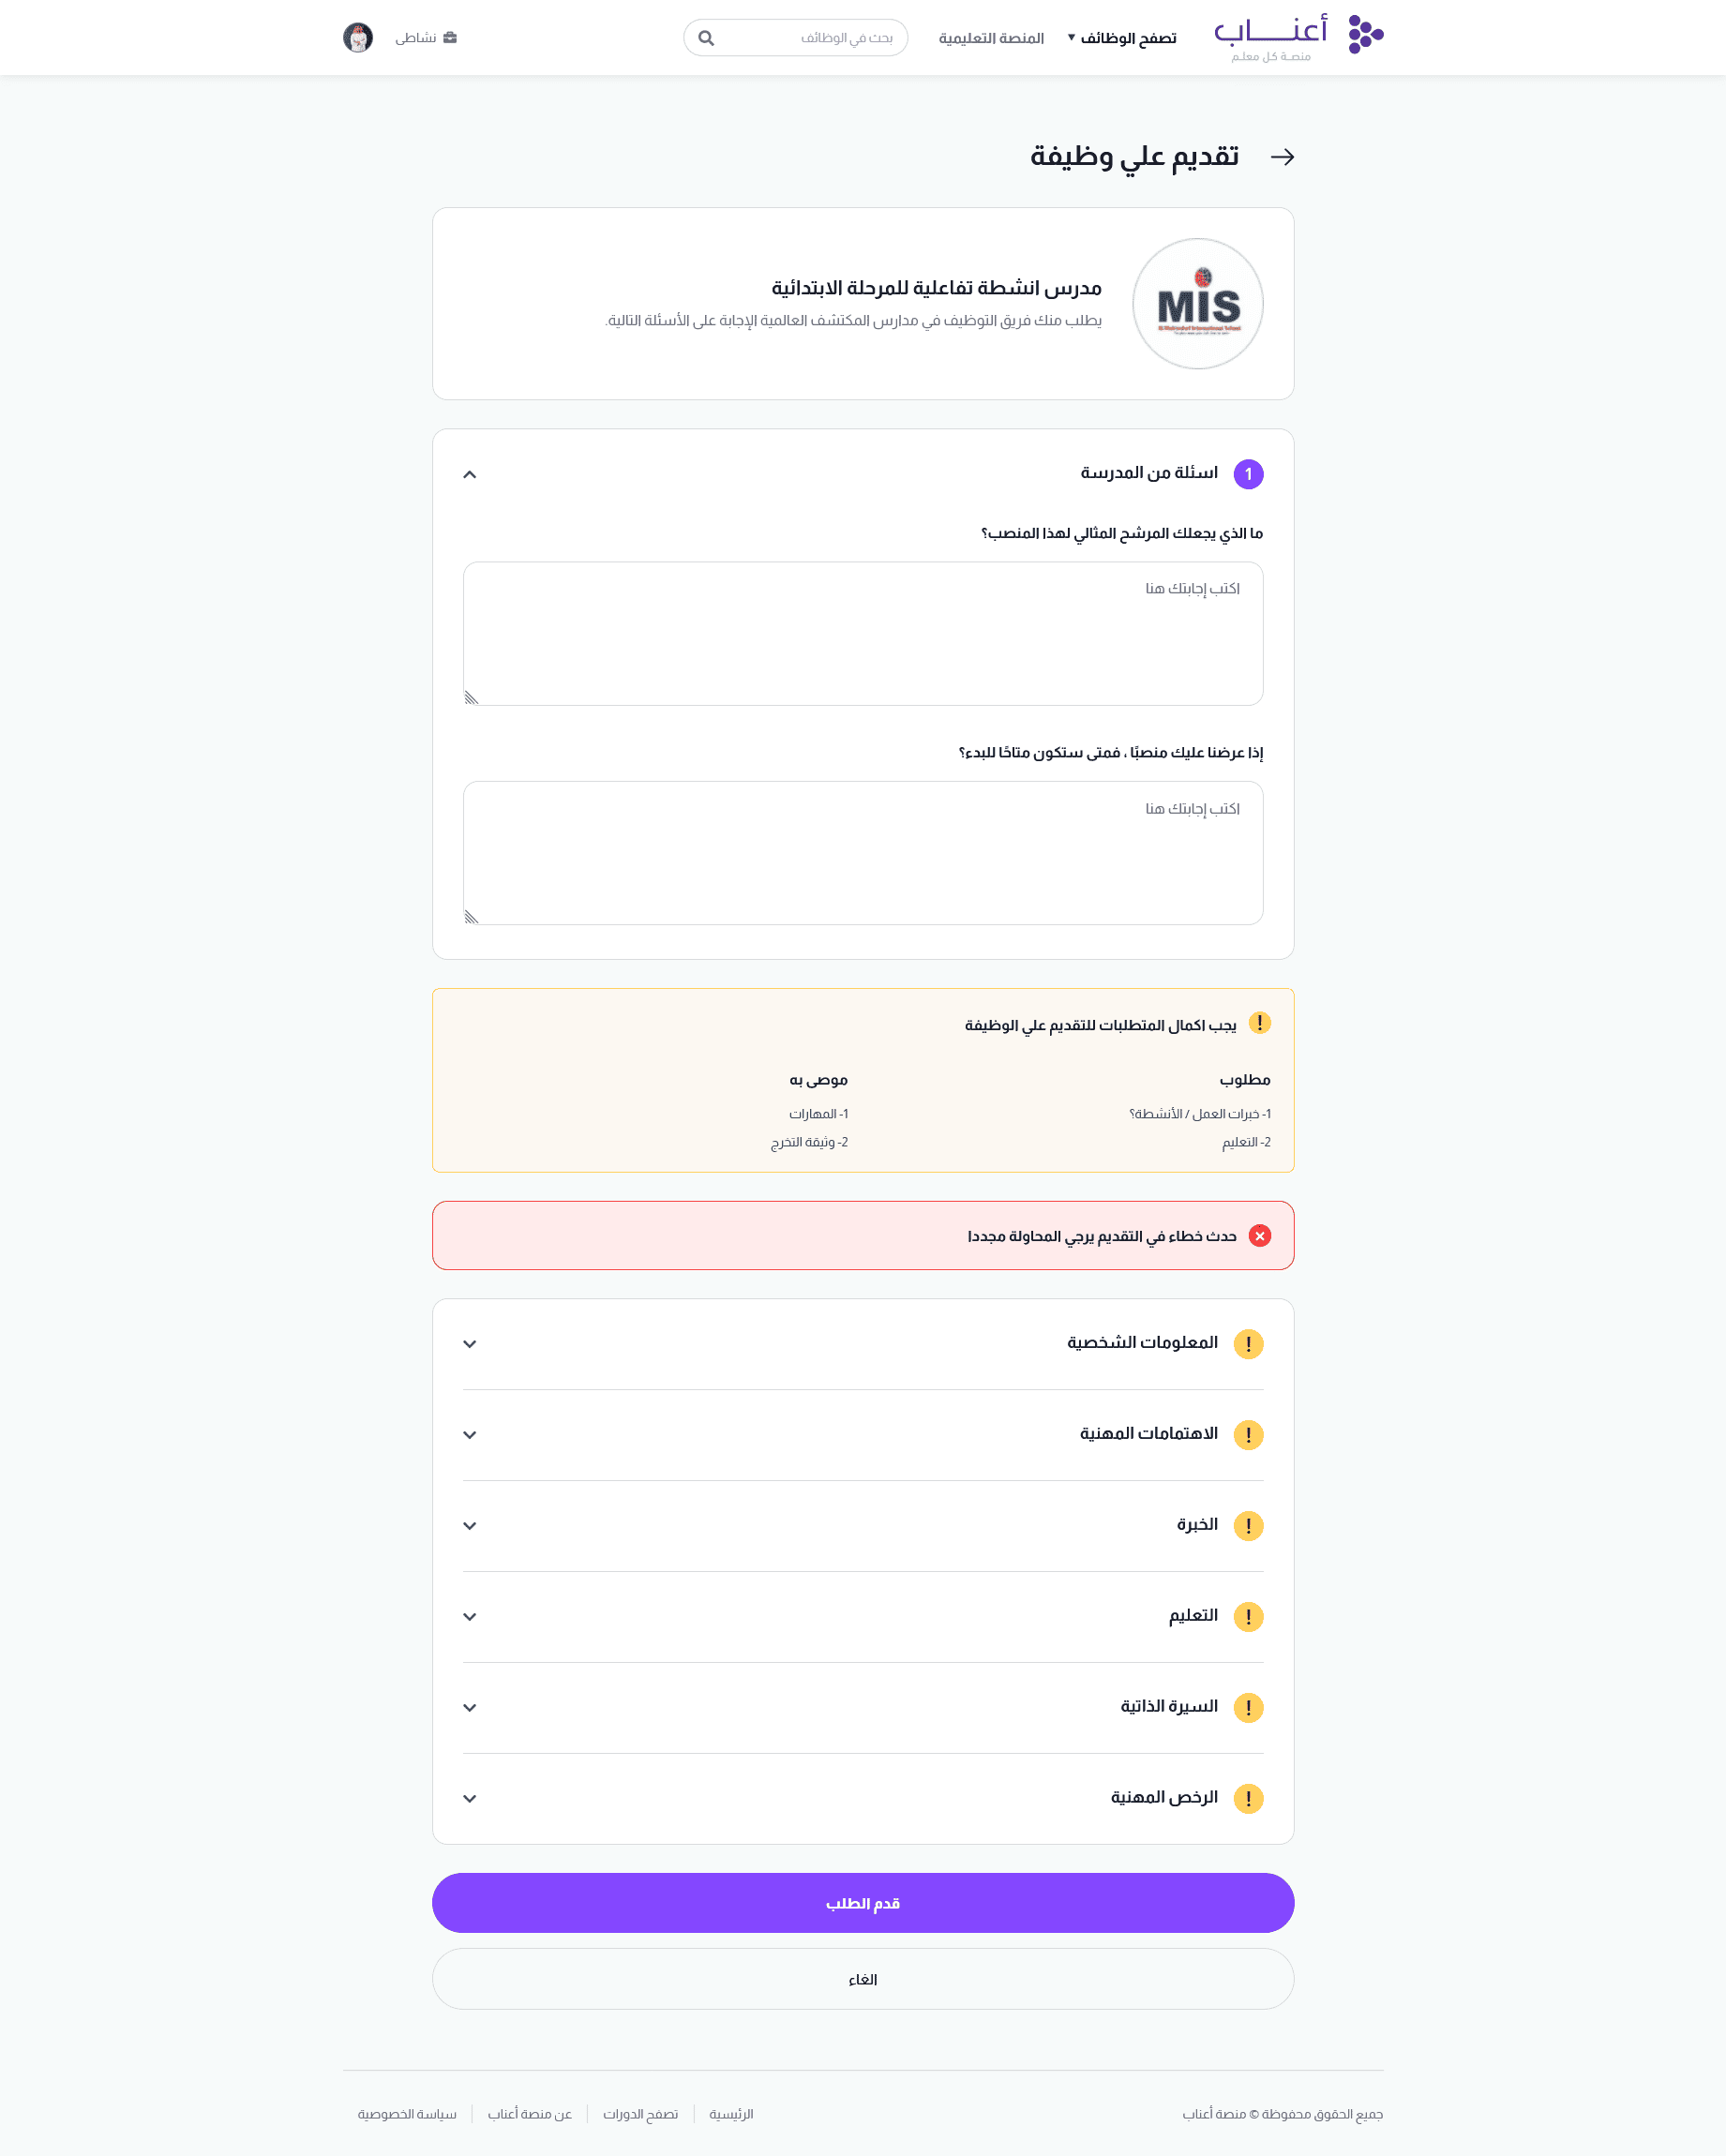 أعنـــــاب
منصـة كـل معلـم
تصفح الوظائف
المنصة التعليمية
بحث في الوظائف
نشاطى
تقديم علي وظيفة
MIS
مدرس انشطة تفاعلية للمرحلة الابتدائية
يطلب منك فريق التوظيف في مدارس المكتشف العالمية الإجابة على الأسئلة التالية.
1 اسئلة من المدرسة
ما الذي يجعلك المرشح المثالي لهذا المنصب؟
اكتب إجابتك هنا
إذا عرضنا عليك منصبًا ، فمتى ستكون متاحًا للبدء؟
اكتب إجابتك هنا
! يجب اكمال المتطلبات للتقديم علي الوظيفة
مطلوب
1- خبرات العمل / الأنشطة؟
2- التعليم
موصى به
1- المهارات
2- وثيقة التخرج
حدث خطاء في التقديم يرجي المحاولة مجددا
! المعلومات الشخصية
! الاهتمامات المهنية
! الخبرة
! التعليم
! السيرة الذاتية
! الرخص المهنية
قدم الطلب
الغاء
جميع الحقوق محفوظة © منصة أعناب
الرئيسية
تصفح الدورات
عن منصة أعناب
سياسة الخصوصية